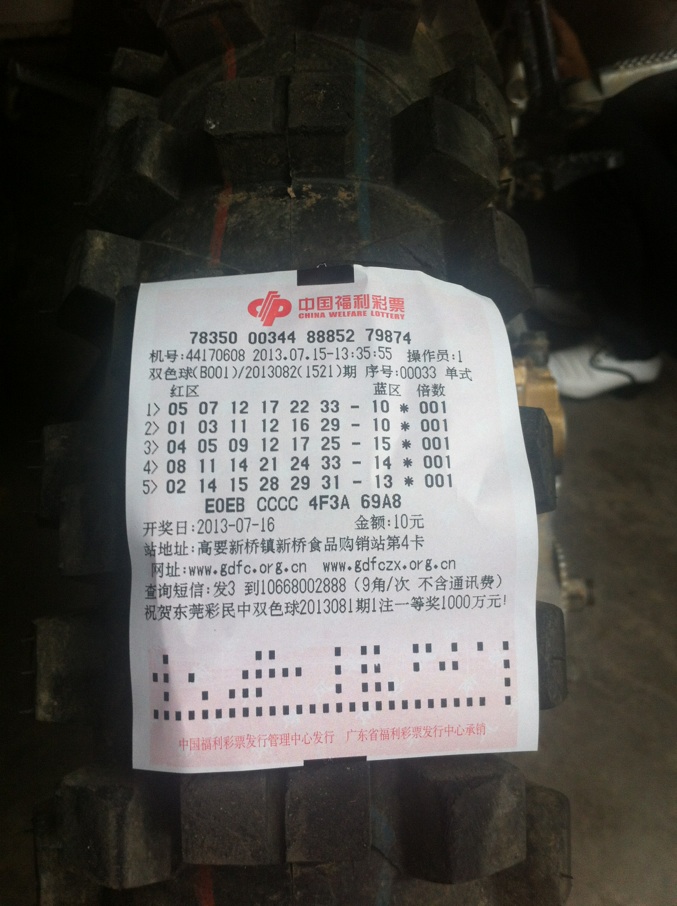 中国福利彩票
CHINA WELFARE LOTTERY
78350 00344 88852 79874
机号:44170608 2013.07.15-13:35:55 操作员:1
双色球(B001)/2013082(1521)期 序号:00033 单式
红区 蓝区 倍数
1> 05 07 12 17 22 33 - 10 * 001
2> 01 03 11 12 16 29 - 10 * 001
3> 04 05 09 12 17 25 - 15 * 001
4> 08 11 14 21 24 33 - 14 * 001
5> 02 14 15 28 29 31 - 13 * 001
E0EB CCCC 4F3A 69A8
开奖日:2013-07-16 金额:10元
站地址:高要新桥镇新桥食品购销站第4卡
网址:www.gdfc.org.cn www.gdfczx.org.cn
查询短信:发3 到10668002888(9角/次 不含通讯费)
祝贺东莞彩民中双色球2013081期1注一等奖1000万元!
中国福利彩票发行管理中心发行 广东省福利彩票发行中心承销